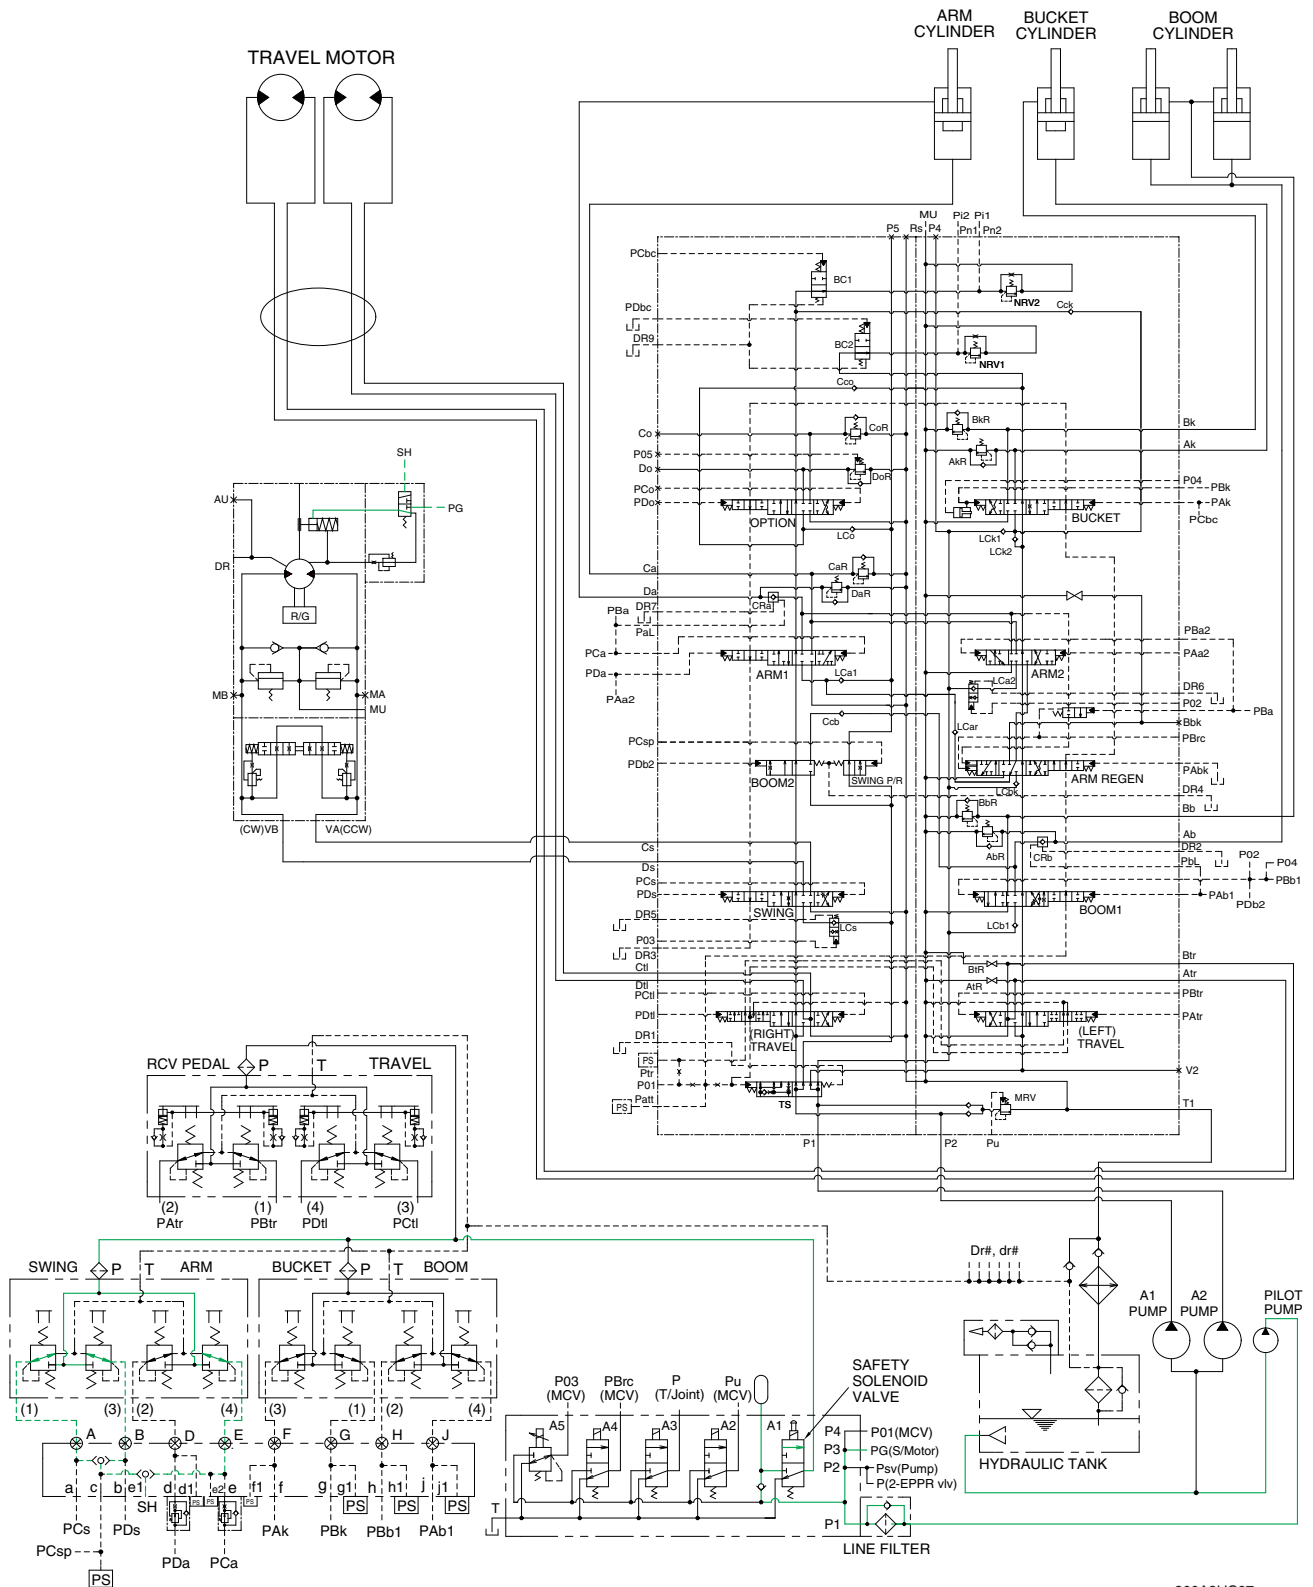 ARM
CYLINDER
BUCKET
CYLINDER
BOOM
CYLINDER
TRAVEL MOTOR
MU
Pi2
Pi1
P5
Rs
P4
Pn1
Pn2
PCbc
BC1
NRV2
Cck
PDbc
DR9
BC2
NRV1
Cco
Co
CoR
BkR
Bk
P05
Do
DoR
AkR
Ak
PCo
PDo
P04
PBk
PAk
PCbc
OPTION
BUCKET
LCo
LCk1
LCk2
SH
AU
PG
DR
R/G
MB
MA
MU
(CW)VB
VA(CCW)
Ca
CaR
Da
DaR
CRa
PBa
DR7
PaL
PCa
PDa
PAa2
ARM1
LCa1
ARM2
LCa2
PBa2
PAa2
DR6
P02
PBa
Bbk
LCar
Ccb
PCsp
PDb2
BOOM2
SWING P/R
PBrc
PAbk
ARM REGEN
LCbk
DR4
Bb
BbR
AbR
CRb
Ab
DR2
PbL
P02
P04
PBb1
PAb1
PDb2
Cs
Ds
PCs
PDs
SWING
BOOM1
DR5
LCs
LCb1
P03
DR3
Ctl
Dtl
PCtl
PDtl
BtR
AtR
Btr
Atr
PBtr
PAtr
(RIGHT)
TRAVEL
(LEFT)
TRAVEL
DR1
PS
Ptr
P01
Patt
PS
TS
MRV
V2
T1
P1
P2
Pu
RCV PEDAL
P
T
TRAVEL
(2)
(1)
(4)
(3)
PAtr
PBtr
PDtl
PCtl
SWING
P
T
ARM
BUCKET
P
T
BOOM
(1)
(3)
(2)
(4)
(3)
(1)
(2)
(4)
A
B
D
E
F
G
H
J
a
c
b
e1
d
d1
e2
e
f1
f
g
g1
h
h1
j
j1
SH
PS
PS
PS
PS
PS
PS
PCs
PDs
PAk
PBk
PBb1
PAb1
PCsp
PDa
PCa
PS
P03
(MCV)
PBrc
(MCV)
P
(T/Joint)
Pu
(MCV)
SAFETY
SOLENOID
VALVE
A5
A4
A3
A2
A1
P4
P01(MCV)
P3
PG(S/Motor)
P2
Psv(Pump)
P(2-EPPR vlv)
T
P1
LINE FILTER
Dr#, dr#
A1
PUMP
A2
PUMP
PILOT
PUMP
HYDRAULIC TANK